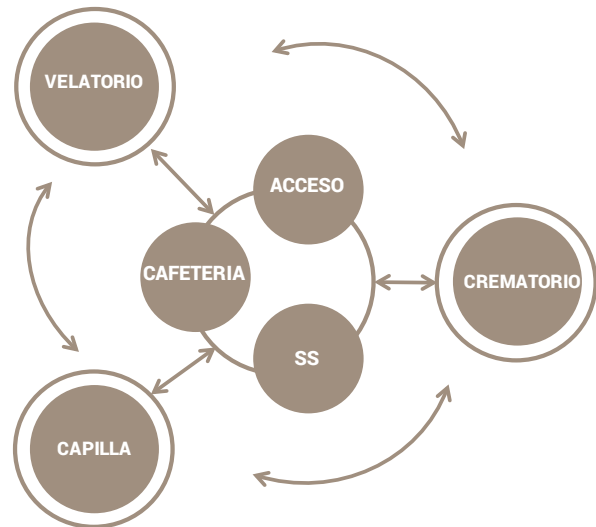 VELATORIO
ACCESO
CAFETERIA
CREMATORIO
SS
CAPILLA